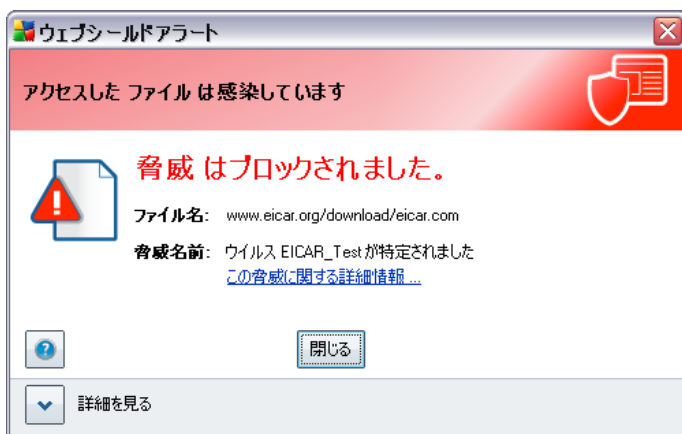 ウェブシールドアラート
アクセスした ファイル は感染しています
脅威 はブロックされました。
ファイル名: www.eicar.org/download/eicar.com
脅威名前: ウイルス EICAR_Test が特定されました
この脅威に関する詳細情報 ...
閉じる
詳細を見る